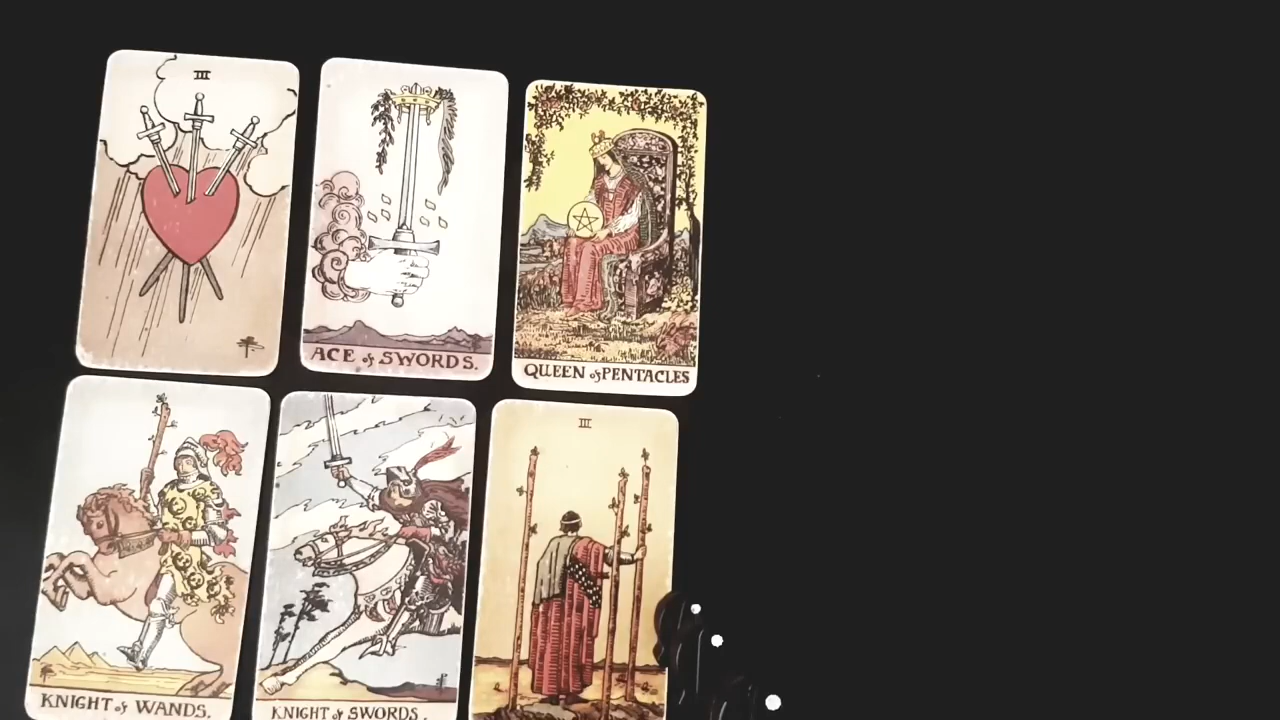 III
ACE of SWORDS.
QUEEN of PENTACLES
KNIGHT of WANDS.
KNIGHT of SWORDS.
III